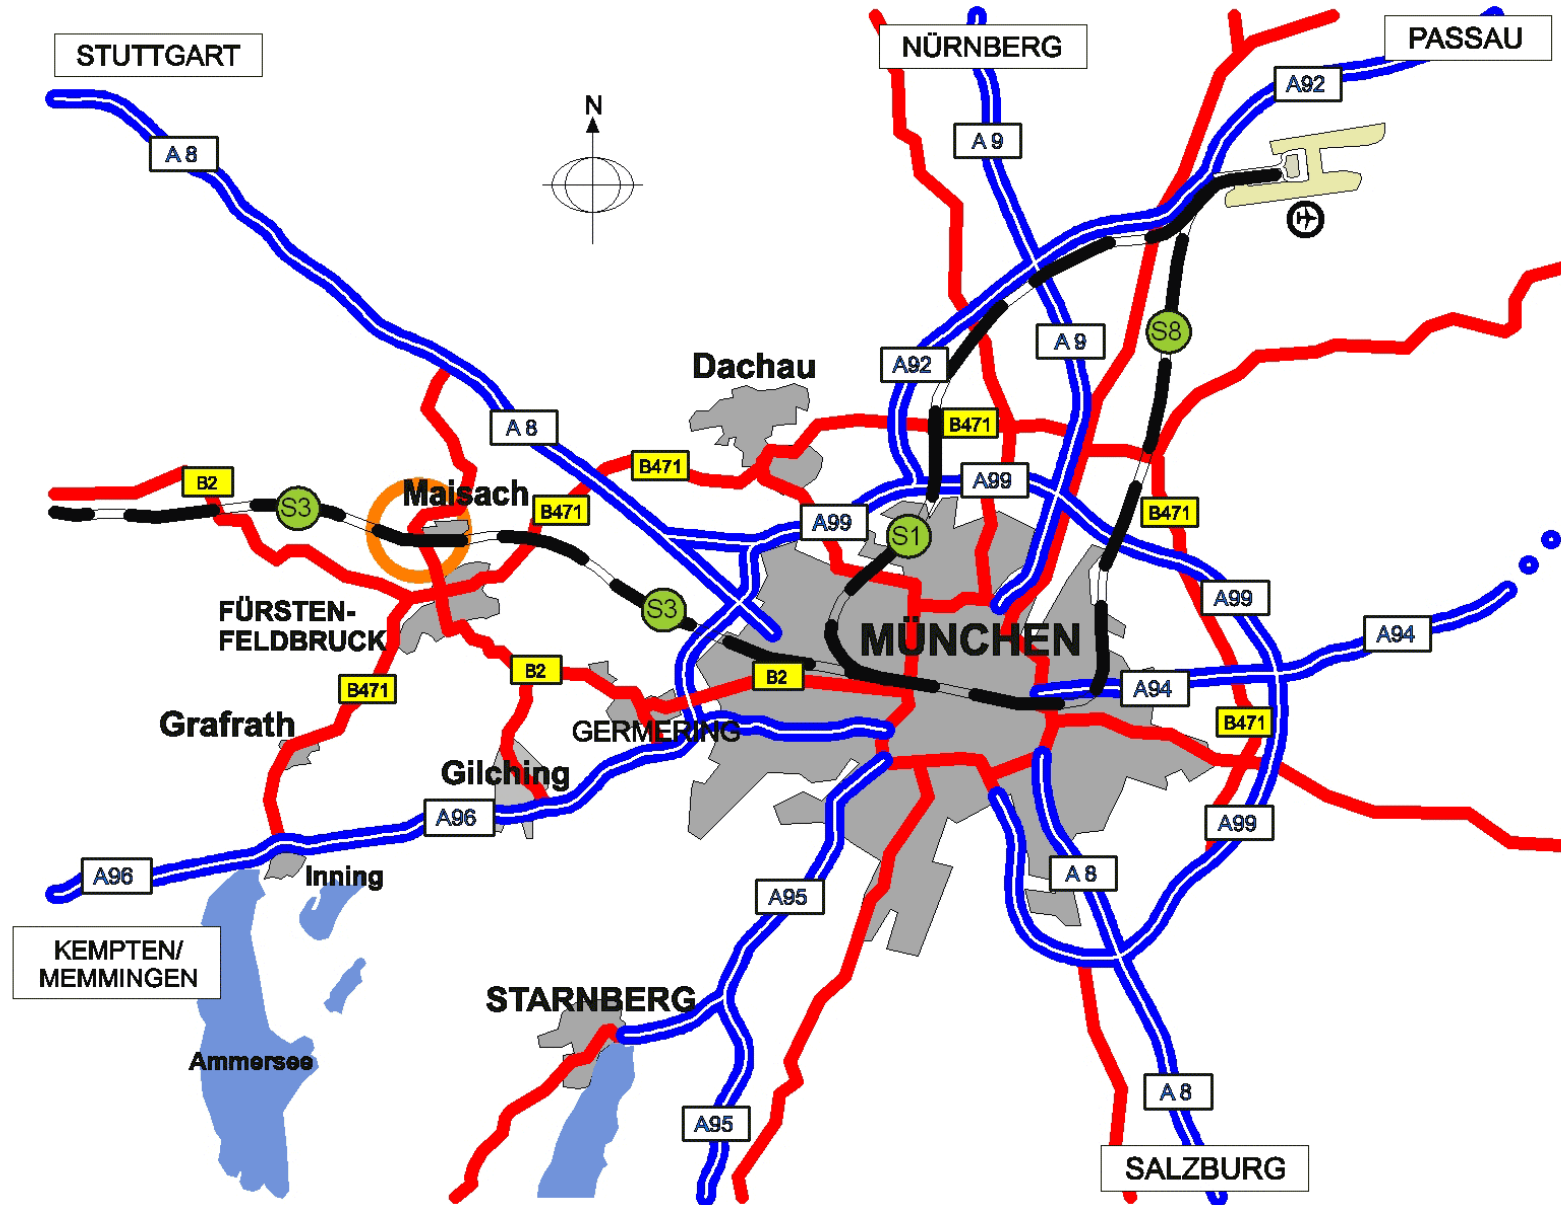 STUTTGART
NÜRNBERG
PASSAU
A92
N
A 9
A 8
S8
A 9
A92
Dachau
A 8
B471
B471
B2
A99
Maisach
S3
B471
B471
A99
S1
A99
S3
FÜRSTEN-
FELDBRUCK
MÜNCHEN
A94
B2
B2
A94
B471
Grafrath
B471
GERMERING
Gilching
A96
A99
A96
Inning
A 8
A95
KEMPTEN/
MEMMINGEN
STARNBERG
Ammersee
A 8
A95
SALZBURG